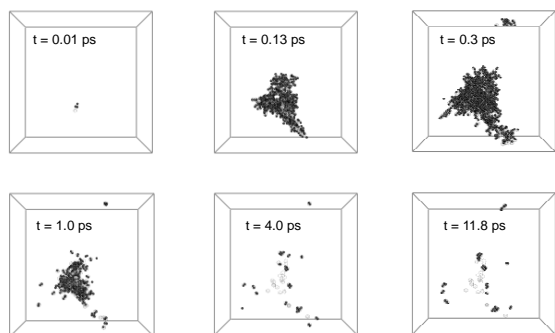 t = 0.01 ps
t = 0.13 ps
t = 0.3 ps
t = 1.0 ps
t = 4.0 ps
t = 11.8 ps